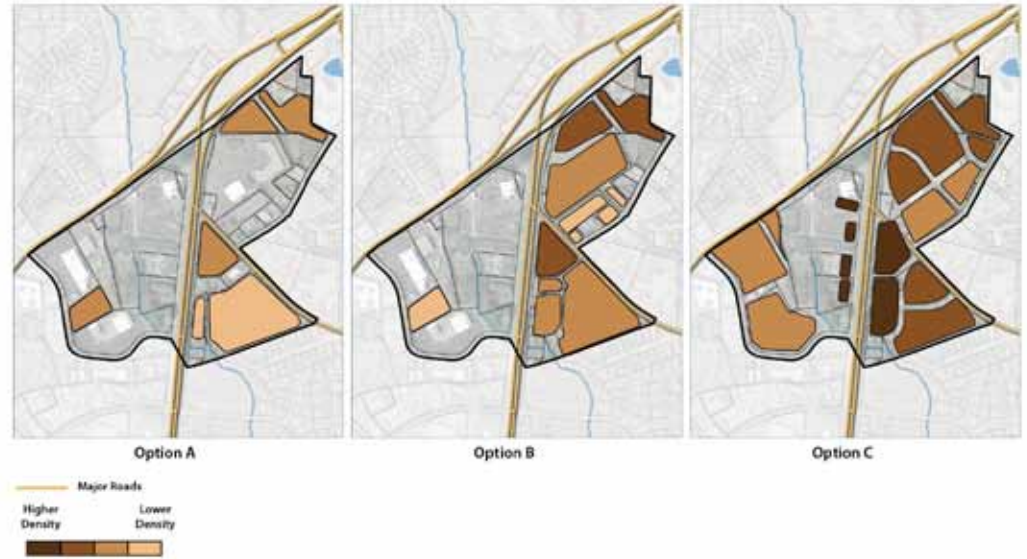 Option A
Option B
Option C
Major Roads
Higher Density
Lower Density